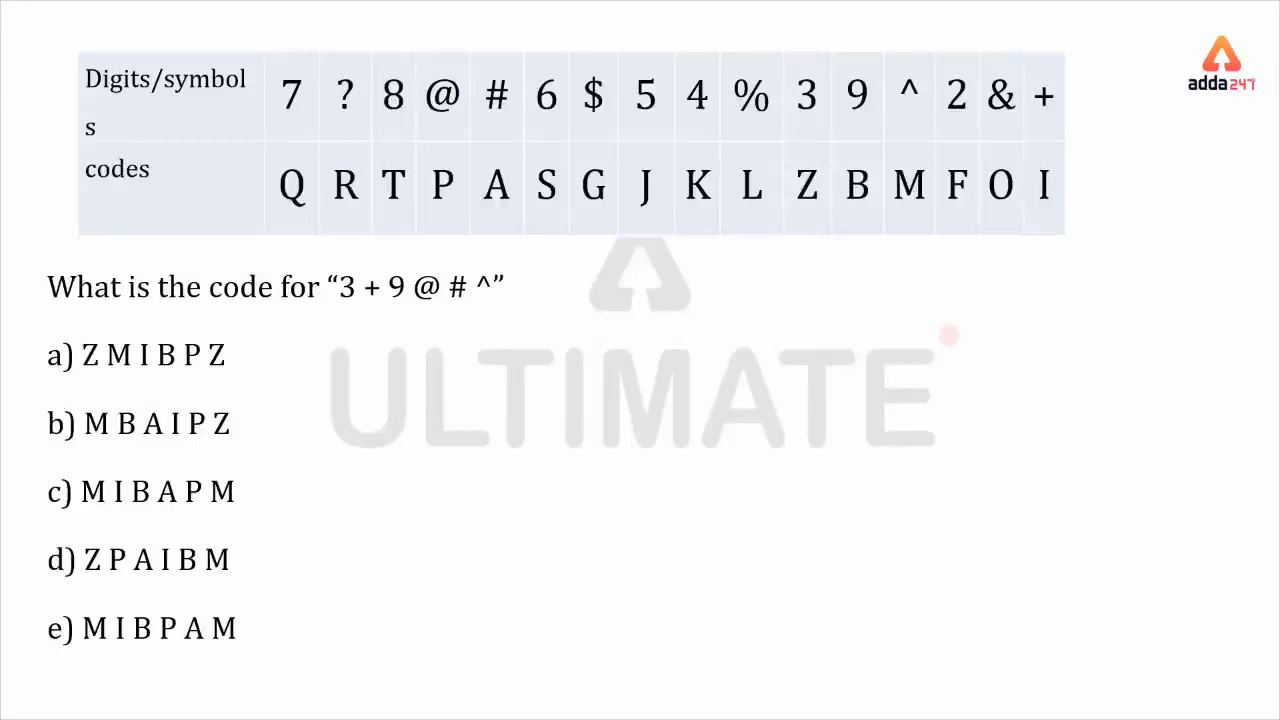 Digits/symbol
s
7 ? 8 @ # 6 $ 5 4 % 3 9 ^ 2 & +
adda247
codes
Q R T P A S G J K L Z B M F O I
What is the code for “3 + 9 @ # ^”
a) Z M I B P Z
ULTIMATE
b) M B A I P Z
c) M I B A P M
d) Z P A I B M
e) M I B P A M